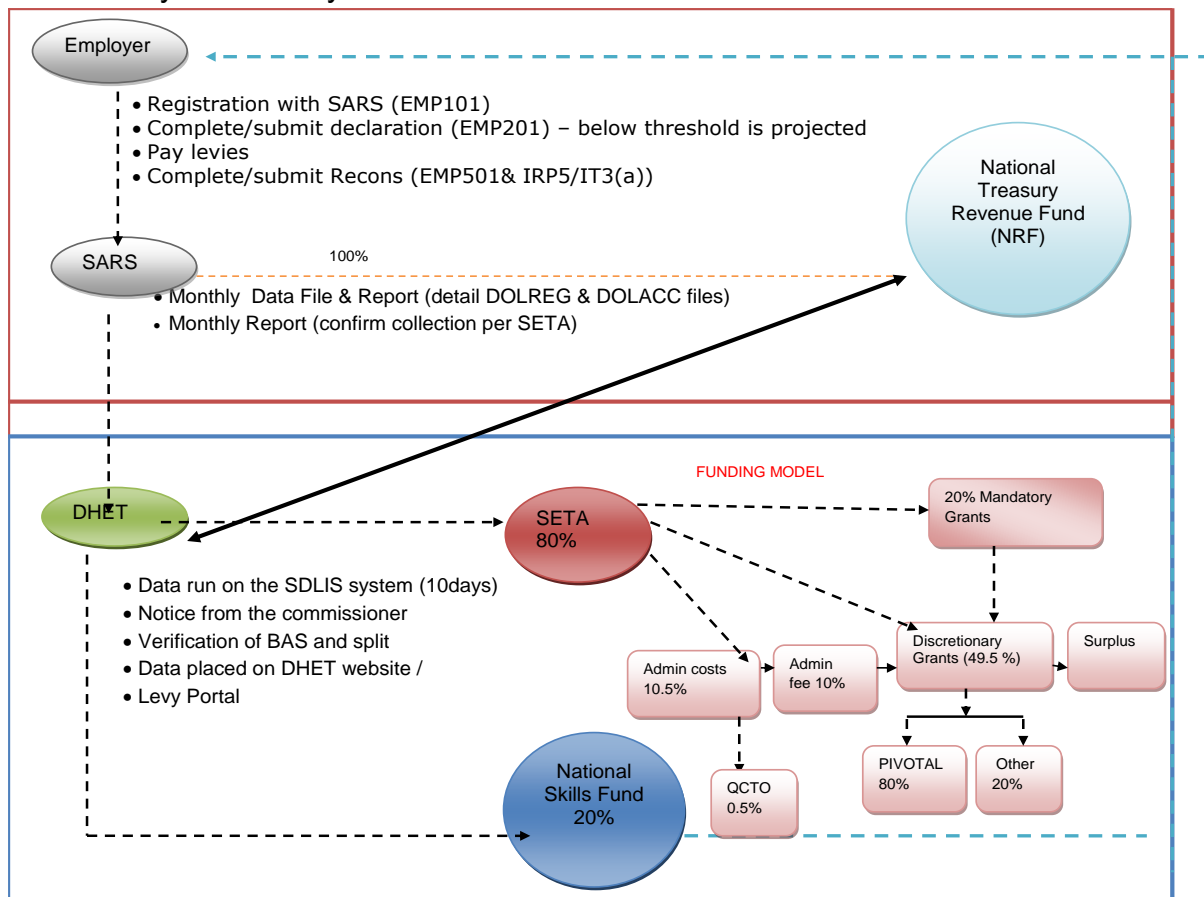 Employer
• Registration with SARS (EMP101)
• Complete/submit declaration (EMP201) – below threshold is projected
• Pay levies
• Complete/submit Recons (EMP501& IRP5/IT3(a))
National
Treasury
Revenue Fund
(NRF)
SARS
100%
• Monthly Data File & Report (detail DOLREG & DOLACC files)
• Monthly Report (confirm collection per SETA)
FUNDING MODEL
DHET
SETA
80%
20% Mandatory
Grants
• Data run on the SDLIS system (10days)
• Notice from the commissioner
• Verification of BAS and split
• Data placed on DHET website /
• Levy Portal
Admin costs
10.5%
Admin
fee 10%
Discretionary
Grants (49.5 %)
Surplus
PIVOTAL
80%
Other
20%
QCTO
0.5%
National
Skills Fund
20%